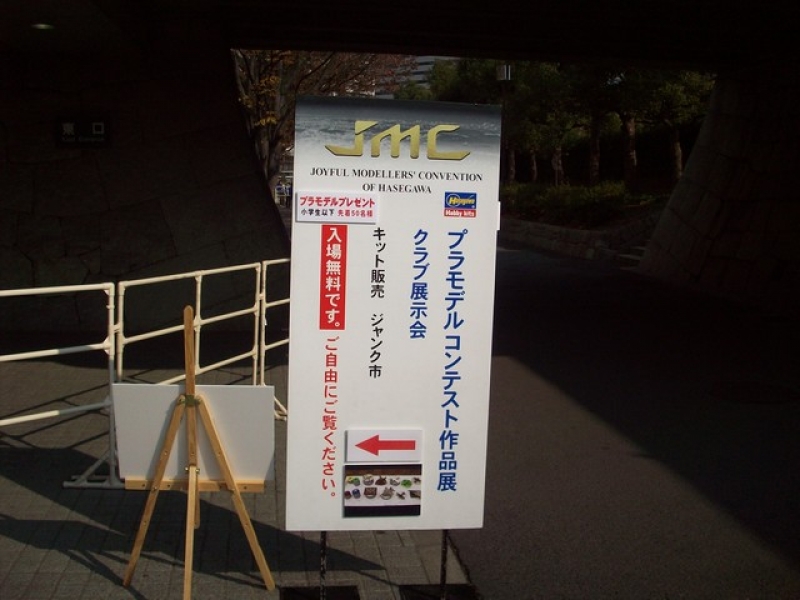 東口
JMC
JOYFUL MODELLERS' CONVENTION
OF HASEGAWA
プラモデルプレゼント
小学生以下 先着50名様
Hasegawa
Hobby kits
プラモデルコンテスト作品展
クラブ展示会
キット販売 ジャンク市
入場無料です。
ご自由にご覧ください。